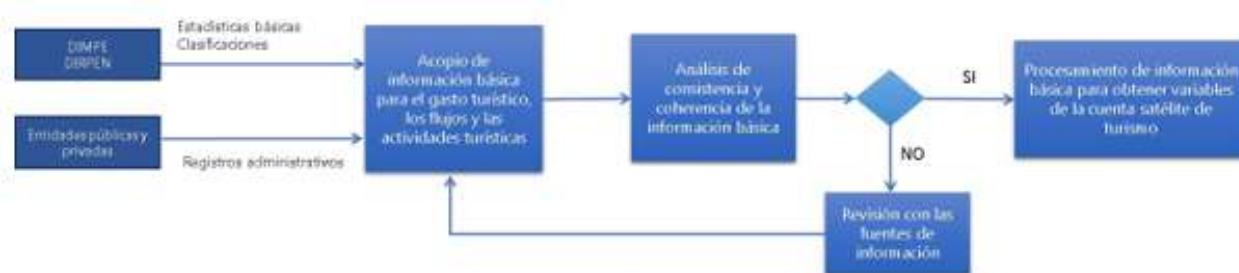 DIMPE
DIRPEN
Estadísticas básicas
Clasificaciones
Entidades públicas y
privadas
Registros administrativos
Acopio de
información básica
para el gasto turístico,
los flujos y las
actividades turísticas
Análisis de
consistencia y
coherencia de la
información básica
SI
NO
Procesamiento de información
básica para obtener variables
de la cuenta satélite de
turismo
Revisión con las
fuentes de
información